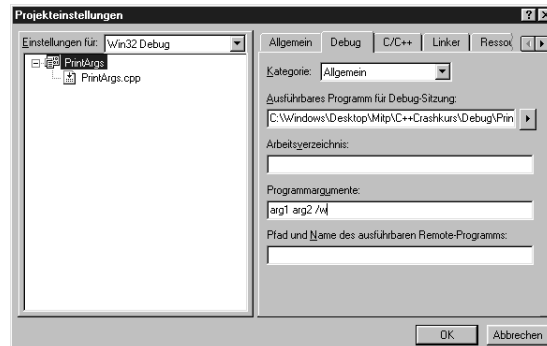 Projekteinstellungen
Einstellungen für: Win32 Debug
PrintArgs
PrintArgs.cpp
Allgemein Debug C/C++ Linker Ressou
Kategorie: Allgemein
Ausführbares Programm für Debug-Sitzung:
C:\Windows\Desktop\Mitp\C++Crashkurs\Debug\Prin
Arbeitsverzeichnis:
Programmargumente:
arg1 arg2 /w
Pfad und Name des ausführbaren Remote-Programms:
OK Abbrechen